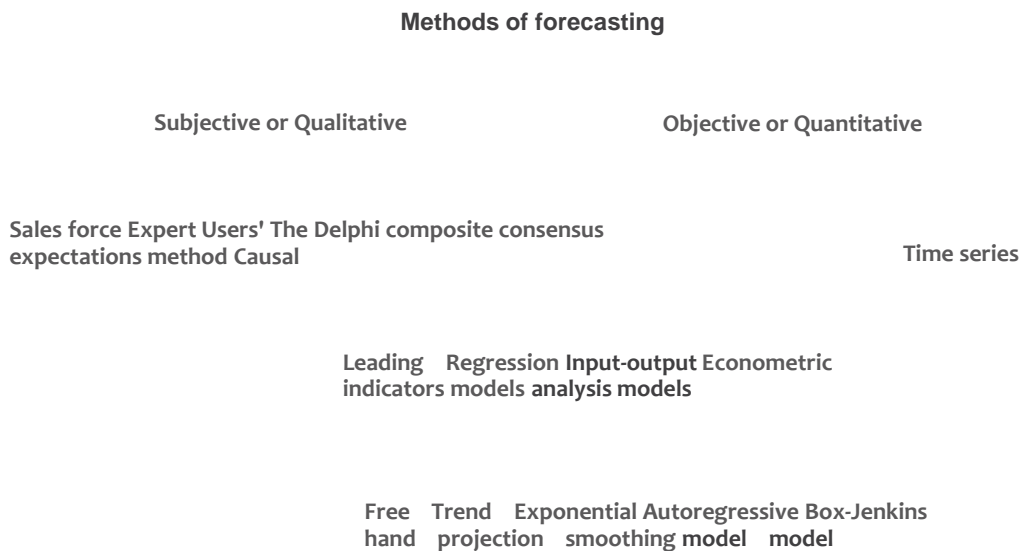 Methods of forecasting
Subjective or Qualitative Objective or Quantitative
Sales force Expert Users' The Delphi composite consensus
expectations method Causal Time series
Leading Regression Input-output Econometric
indicators models analysis models
Free Trend Exponential Autoregressive Box-Jenkins
hand projection smoothing model model